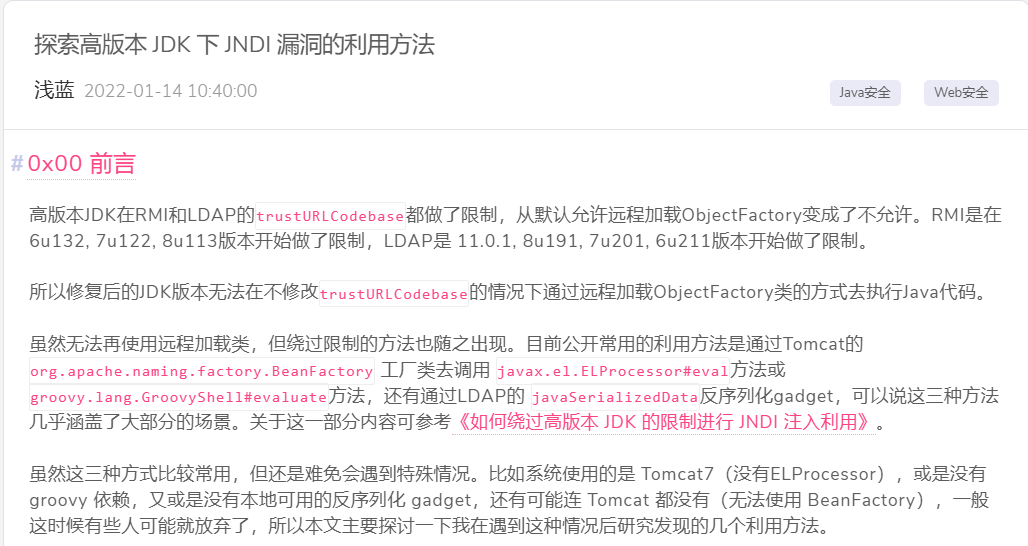 探索高版本 JDK 下 JNDI 漏洞的利用方法
浅蓝 2022-01-14 10:40:00 Java安全 Web安全
# 0x00 前言
高版本JDK在RMI和LDAP的trustURLCodebase都做了限制，从默认允许远程加载ObjectFactory变成了不允许。RMI是在
6u132, 7u122, 8u113版本开始做了限制，LDAP是 11.0.1, 8u191, 7u201, 6u211版本开始做了限制。
所以修复后的JDK版本无法在不修改trustURLCodebase的情况下通过远程加载ObjectFactory类的方式去执行Java代码。
虽然无法再使用远程加载类，但绕过限制的方法也随之出现。目前公开常用的利用方法是通过Tomcat的
org.apache.naming.factory.BeanFactory 工厂类去调用 javax.el.ELProcessor#eval方法或
groovy.lang.GroovyShell#evaluate方法，还有通过LDAP的 javaSerializedData反序列化gadget，可以说这三种方法
几乎涵盖了大部分的场景。关于这一部分内容可参考《如何绕过高版本 JDK 的限制进行 JNDI 注入利用》。
虽然这三种方式比较常用，但还是难免会遇到特殊情况。比如系统使用的是 Tomcat7（没有ELProcessor），或是没有
groovy 依赖，又或是没有本地可用的反序列化 gadget，还有可能连 Tomcat 都没有（无法使用 BeanFactory），一般
这时候有些人可能就放弃了，所以本文主要探讨一下我在遇到这种情况后研究发现的几个利用方法。